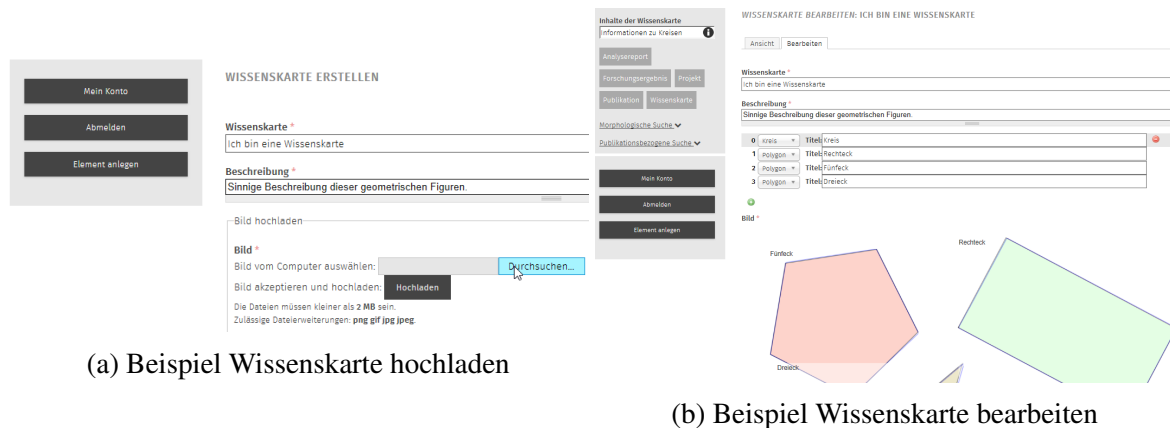 Mein Konto
Abmelden
Element anlegen
WISSENSKARTE ERSTELLEN
Wissenskarte *
Ich bin eine Wissenskarte
Beschreibung *
Sinnige Beschreibung dieser geometrischen Figuren.
Bild hochladen
Bild *
Bild vom Computer auswählen: Durchsuchen...
Bild akzeptieren und hochladen: Hochladen
Die Dateien müssen kleiner als 2 MB sein.
Zulässige Dateierweiterungen: png gif jpg jpeg.
(a) Beispiel Wissenskarte hochladen
Inhalte der Wissenskarte
Informationen zu Kreisen
Analysereport
Forschungsergebnis Projekt
Publikation Wissenskarte
Morphologische Suche
Publikationsbezogene Suche
Mein Konto
Abmelden
Element anlegen
WISSENSKARTE BEARBEITEN: ICH BIN EINE WISSENSKARTE
Ansicht Bearbeiten
Wissenskarte *
Ich bin eine Wissenskarte
Beschreibung *
Sinnige Beschreibung dieser geometrischen Figuren.
0 Kreis Titel: Kreis
1 Polygon Titel: Rechteck
2 Polygon Titel: Fünfeck
3 Polygon Titel: Dreieck
Bild *
Fünfeck
Rechteck
Dreieck
(b) Beispiel Wissenskarte bearbeiten